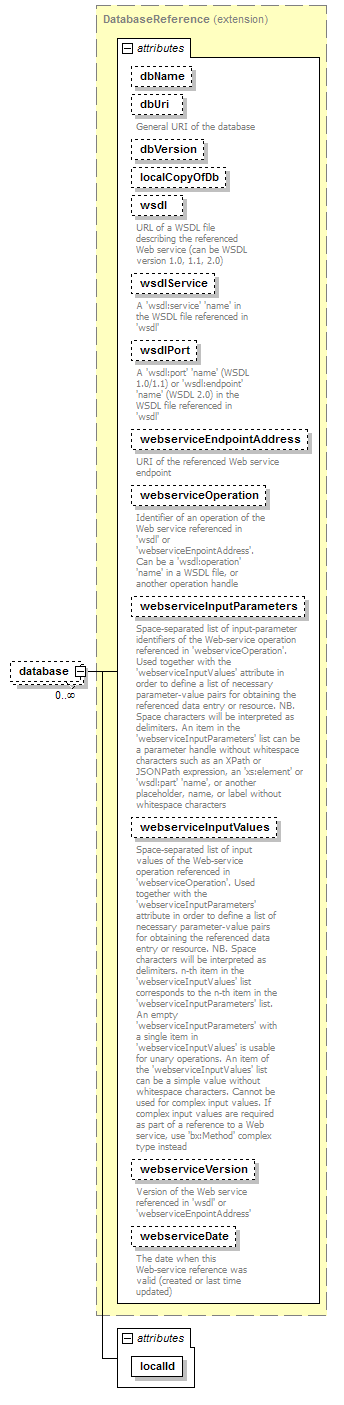 DatabaseReference (extension)
attributes
dbName
dbUri
General URI of the database
dbVersion
localCopyOfDb
wsdl
URL of a WSDL file
describing the referenced
Web service (can be WSDL
version 1.0, 1.1, 2.0)
wsdlService
A 'wsdl:service' 'name' in
the WSDL file referenced in
'wsdl'
wsdlPort
A 'wsdl:port' 'name' (WSDL
1.0/1.1) or 'wsdl:endpoint'
'name' (WSDL 2.0) in the
WSDL file referenced in
'wsdl'
webserviceEndpointAddress
URI of the referenced Web service
endpoint
webserviceOperation
Identifier of an operation of the
Web service referenced in
'wsdl' or
'webserviceEnpointAddress'.
Can be a 'wsdl:operation'
'name' in a WSDL file, or
another operation handle
webserviceInputParameters
Space-separated list of input-parameter
identifiers of the Web-service operation
referenced in 'webserviceOperation'.
Used together with the
'webserviceInputValues' attribute in
order to define a list of necessary
parameter-value pairs for obtaining the
referenced data entry or resource. NB.
Space characters will be interpreted as
delimiters. An item in the
'webserviceInputParameters' list can be
a parameter handle without whitespace
characters such as an XPath or
JSONPath expression, an 'xs:element' or
'wsdl:part' 'name', or another
placeholder, name, or label without
whitespace characters
database
0..∞
webserviceInputValues
Space-separated list of input
values of the Web-service
operation referenced in
'webserviceOperation'. Used
together with the
'webserviceInputParameters'
attribute in order to define a list of
necessary parameter-value pairs
for obtaining the referenced data
entry or resource. NB. Space
characters will be interpreted as
delimiters. n-th item in the
'webserviceInputValues' list
corresponds to the n-th item in the
'webserviceInputParameters' list.
An empty
'webserviceInputParameters' with
a single item in
'webserviceInputValues' is usable
for unary operations. An item of
the 'webserviceInputValues' list
can be a simple value without
whitespace characters. Cannot be
used for complex input values. If
complex input values are required
as part of a reference to a Web
service, use 'bx:Method' complex
type instead
webserviceVersion
Version of the Web service
referenced in 'wsdl' or
'webserviceEnpointAddress'
webserviceDate
The date when this
Web-service reference was
valid (created or last time
updated)
attributes
localId